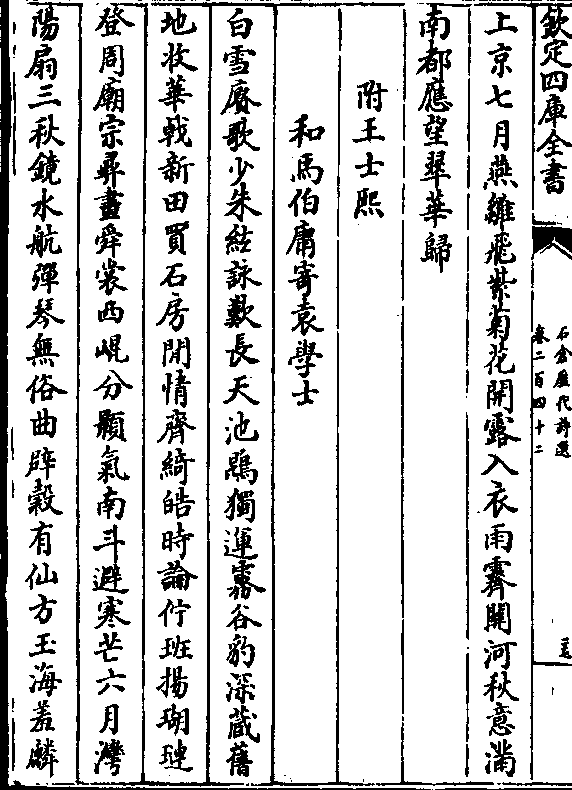 欽定四庫全書
石倉歷代詩選
卷二百四十二
上京七月燕雛飛紫菊花開露入衣雨霽關河秋意滿
南都應望翠華歸
附王士熙
和馬伯庸寄袁學士
白雪賡歌少朱絃詠歎長天池鵾獨運霧谷豹深藏舊
地收華戟新田買石房閒情齊綺皓時論佇班揚瑚璉
登周廟宗彞畫舜裳西崐分顥氣南斗避寒芒六月灣
陽扇三秋鏡水航彈琴無俗曲辟穀有仙方玉海羞麟